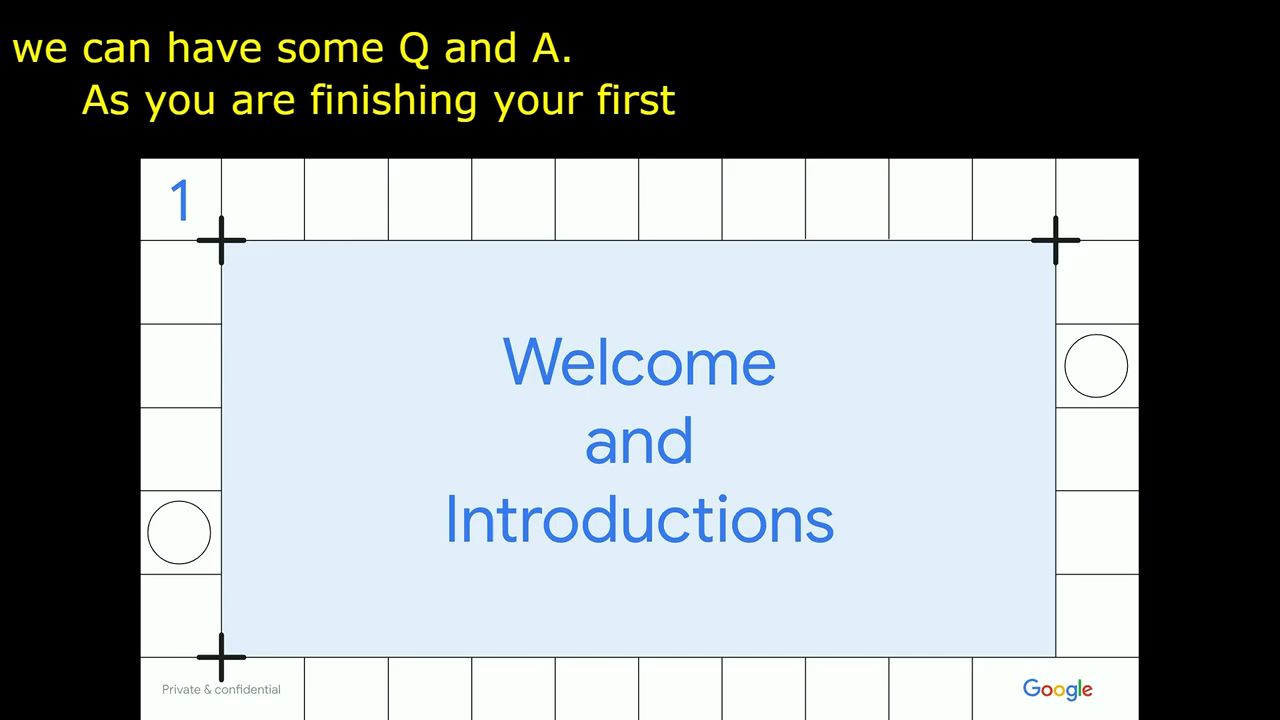 we can have some Q and A.
As you are finishing your first
1
Welcome
and
Introductions
Private & confidential
Google